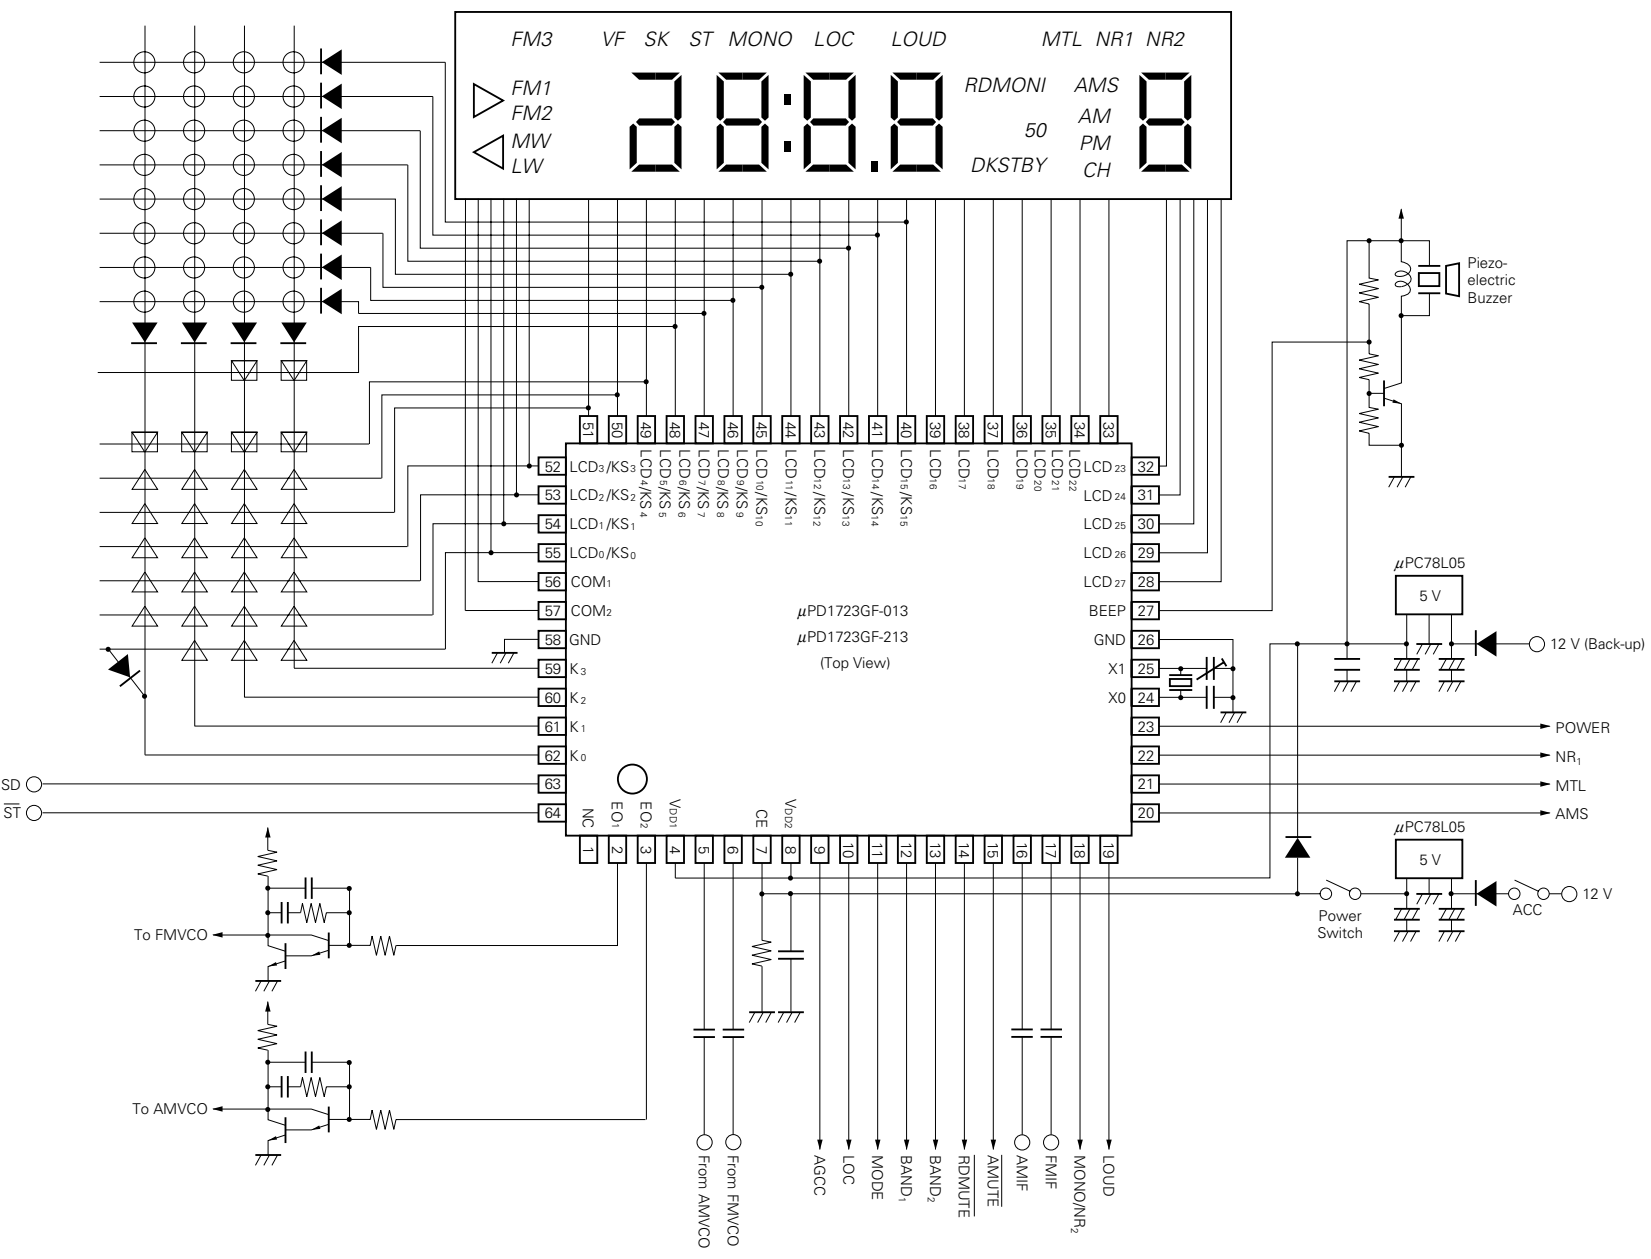 FM3 VF SK ST MONO LOC LOUD MTL NR1 NR2
FM1
FM2
MW
LW
28:8.8
RDMONI
50
DKSTBY
AMS
AM
PM
CH
8
Piezo-
electric
Buzzer
51 50 49 48 47 46 45 44 43 42 41 40 39 38 37 36 35 34 33
LCD4/KS4
LCD5/KS5
LCD6/KS6
LCD7/KS7
LCD8/KS8
LCD9/KS9
LCD10/KS10
LCD11/KS11
LCD12/KS12
LCD13/KS13
LCD14/KS14
LCD15/KS15
LCD16
LCD17
LCD18
LCD19
LCD20
LCD21
LCD22
52 LCD3/KS3
53 LCD2/KS2
54 LCD1/KS1
55 LCD0/KS0
56 COM1
57 COM2
58 GND
59 K3
60 K2
61 K1
62 K0
SD 63
S̅T̅ 64
LCD23 32
LCD24 31
LCD25 30
LCD26 29
LCD27 28
BEEP 27
GND 26
X1 25
X0 24
23 POWER
22 NR1
21 MTL
20 AMS
μPD1723GF-013
μPD1723GF-213
(Top View)
μPC78L05
5 V
12 V (Back-up)
μPC78L05
5 V
Power
Switch
ACC
12 V
NC
EO1
EO2
VDD1
CE
VDD2
1 2 3 4 5 6 7 8 9 10 11 12 13 14 15 16 17 18 19
To FMVCO
To AMVCO
From AMVCO
From FMVCO
AGCC
LOC
MODE
BAND1
BAND2
R̅D̅M̅U̅T̅E̅
A̅M̅U̅T̅E̅
AMIF
FMIF
MONO/NR2
LOUD